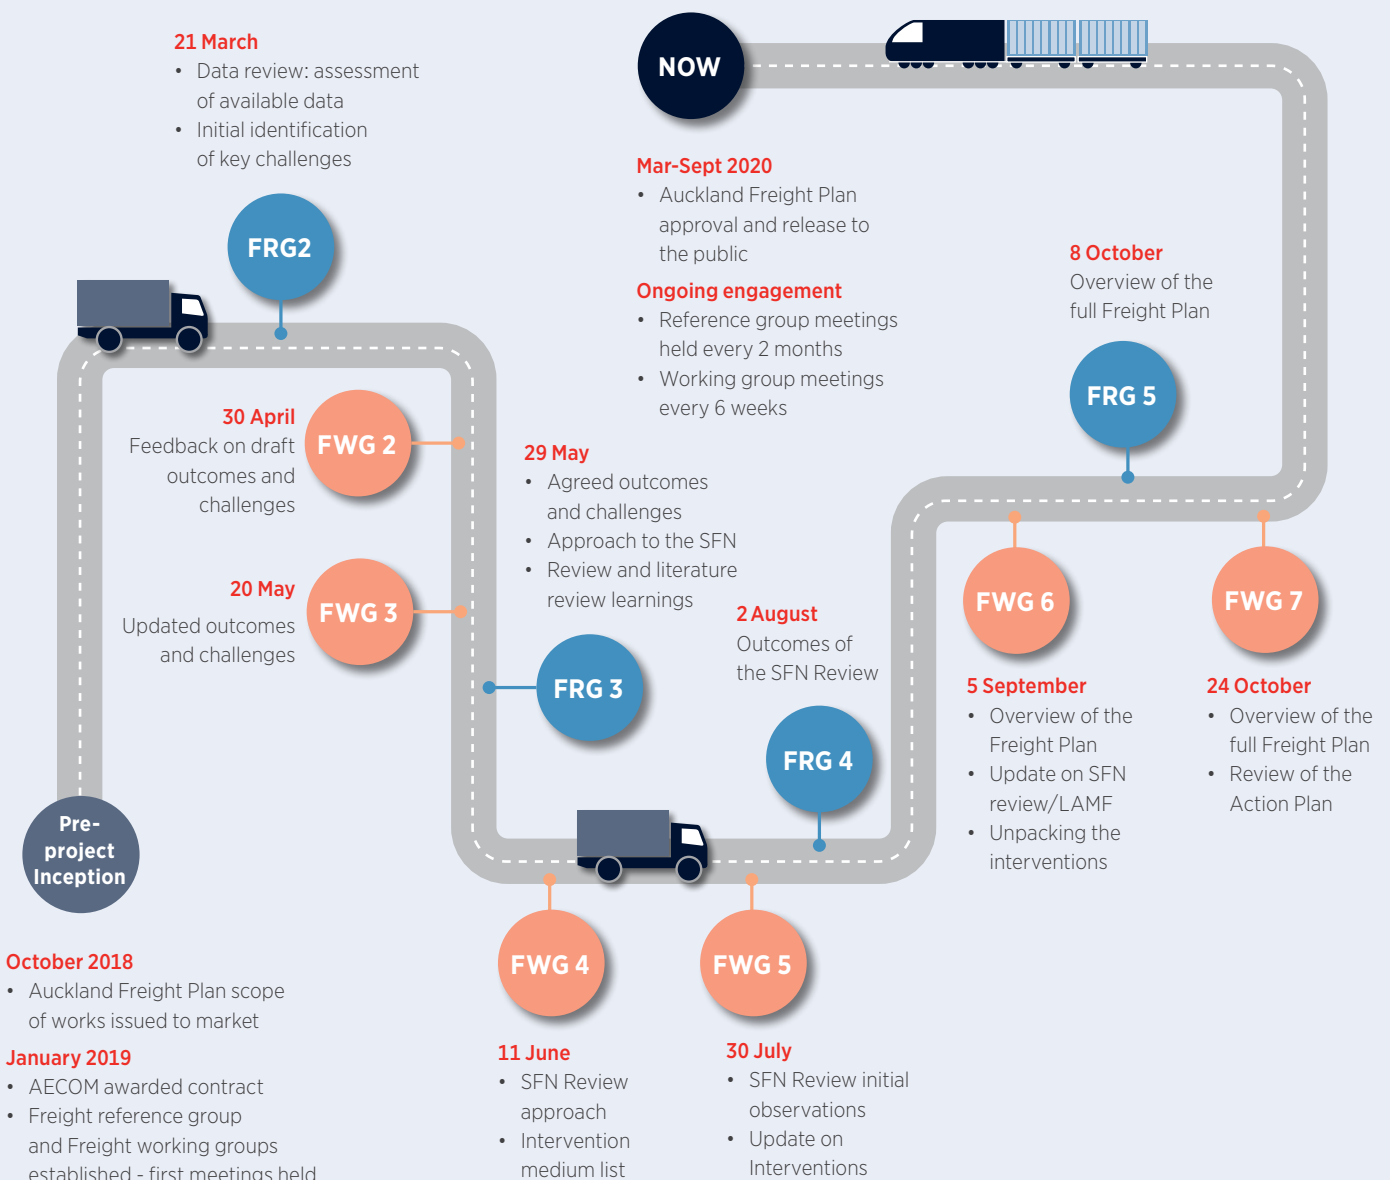 21 March
• Data review: assessment
of available data
• Initial identification
of key challenges
FRG2
NOW
Mar-Sept 2020
• Auckland Freight Plan
approval and release to
the public
Ongoing engagement
• Reference group meetings
held every 2 months
• Working group meetings
every 6 weeks
8 October
Overview of the
full Freight Plan
FRG 5
30 April
Feedback on draft
outcomes and
challenges
FWG 2
20 May
Updated outcomes
and challenges
FWG 3
29 May
• Agreed outcomes
and challenges
• Approach to the SFN
• Review and literature
review learnings
FRG 3
2 August
Outcomes of
the SFN Review
FRG 4
FWG 6
5 September
• Overview of the
Freight Plan
• Update on SFN
review/LAMF
• Unpacking the
interventions
FWG 7
24 October
• Overview of the
full Freight Plan
• Review of the
Action Plan
Pre-
project
Inception
October 2018
• Auckland Freight Plan scope
of works issued to market
January 2019
• AECOM awarded contract
• Freight reference group
and Freight working groups
established - first meetings held
FWG 4
11 June
• SFN Review
approach
• Intervention
medium list
FWG 5
30 July
• SFN Review initial
observations
• Update on
Interventions